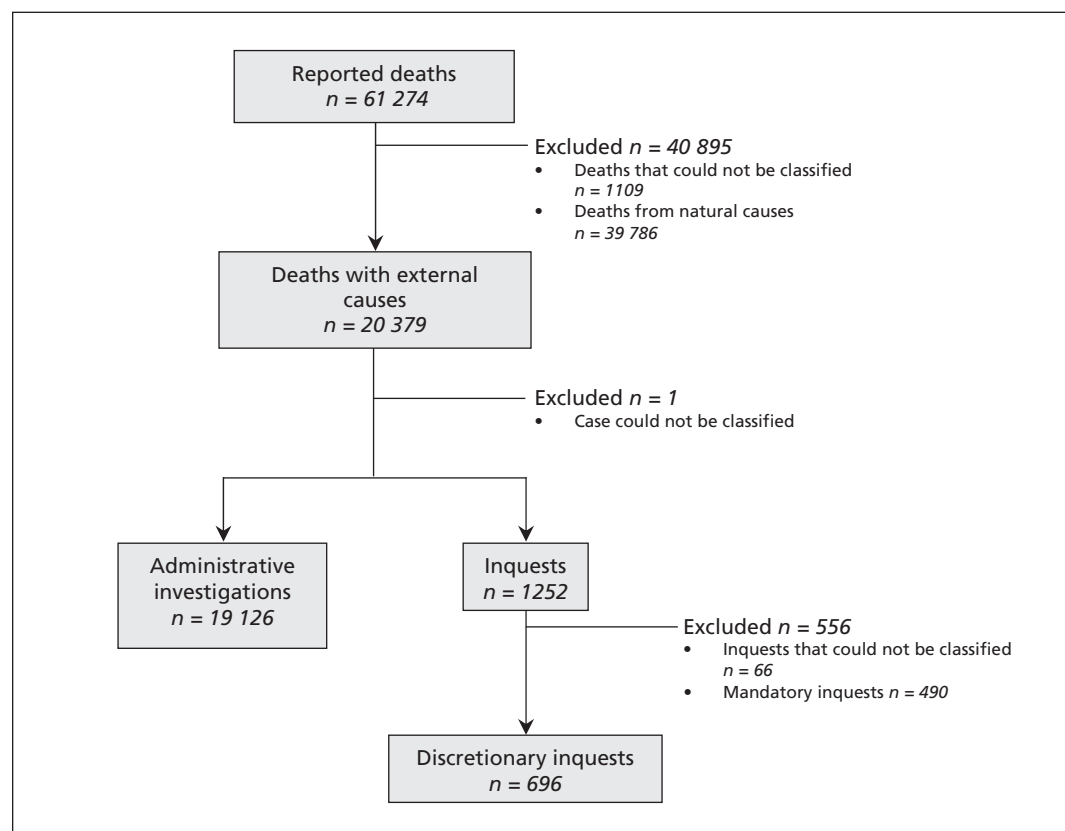 Reported deaths
n = 61 274
Excluded n = 40 895
• Deaths that could not be classified
n = 1109
• Deaths from natural causes
n = 39 786
Deaths with external
causes
n = 20 379
Excluded n = 1
• Case could not be classified
Administrative
investigations
n = 19 126
Inquests
n = 1252
Excluded n = 556
• Inquests that could not be classified
n = 66
• Mandatory inquests n = 490
Discretionary inquests
n = 696